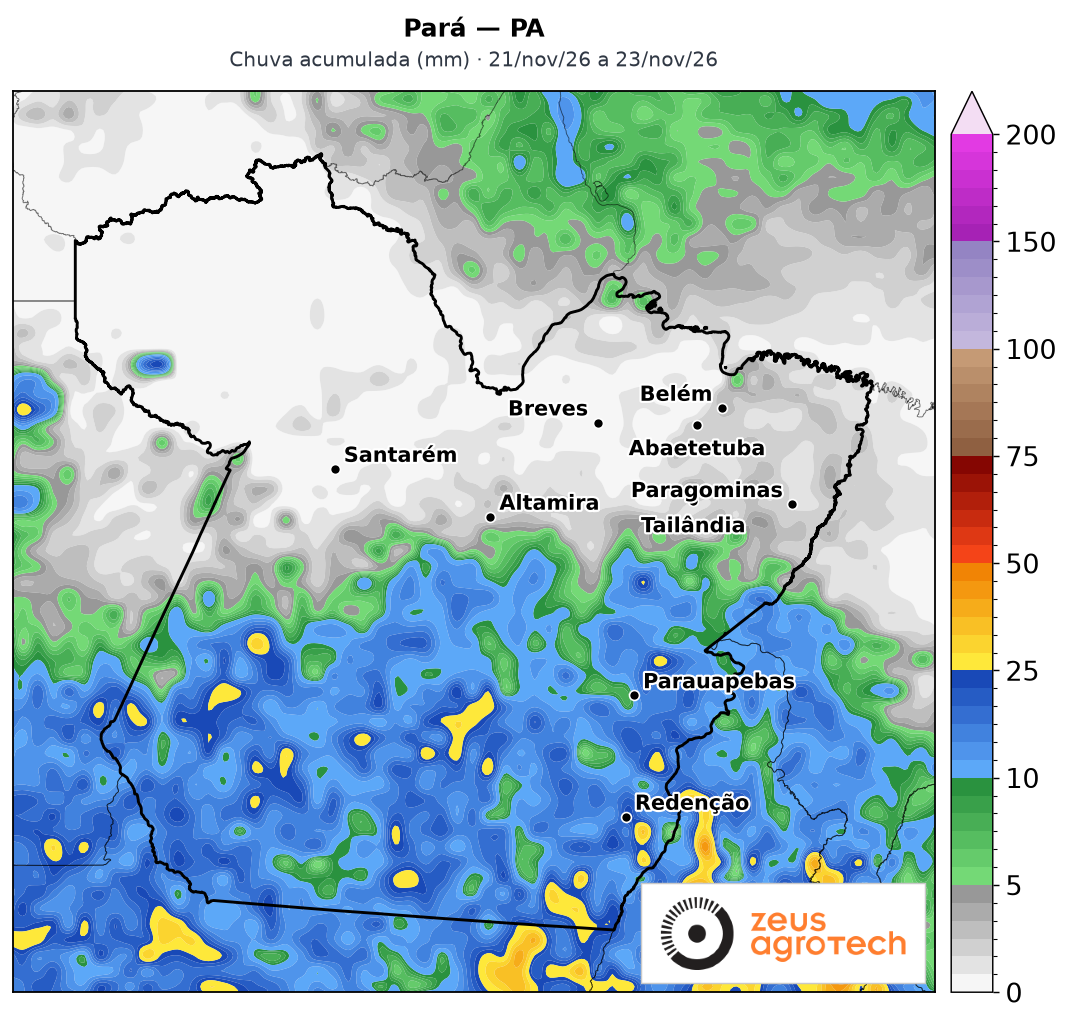 Pará — PA
Chuva acumulada (mm) · 21/nov/26 a 23/nov/26
200
150
100
75
50
25
10
5
0
Belém
Breves
Abaetetuba
Santarém
Paragominas
Altamira
Tailândia
Parauapebas
Redenção
zeus
agrotech